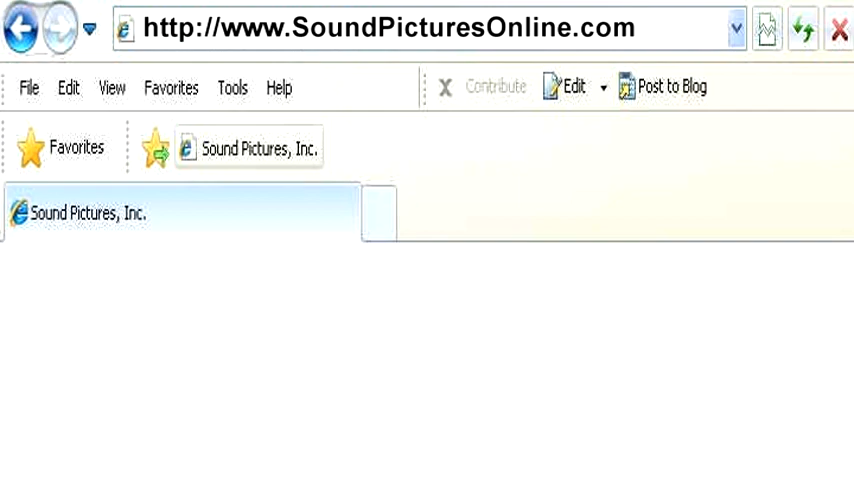 http://www.SoundPicturesOnline.com
File Edit View Favorites Tools Help Contribute Edit Post to Blog
Favorites Sound Pictures, Inc.
Sound Pictures, Inc.